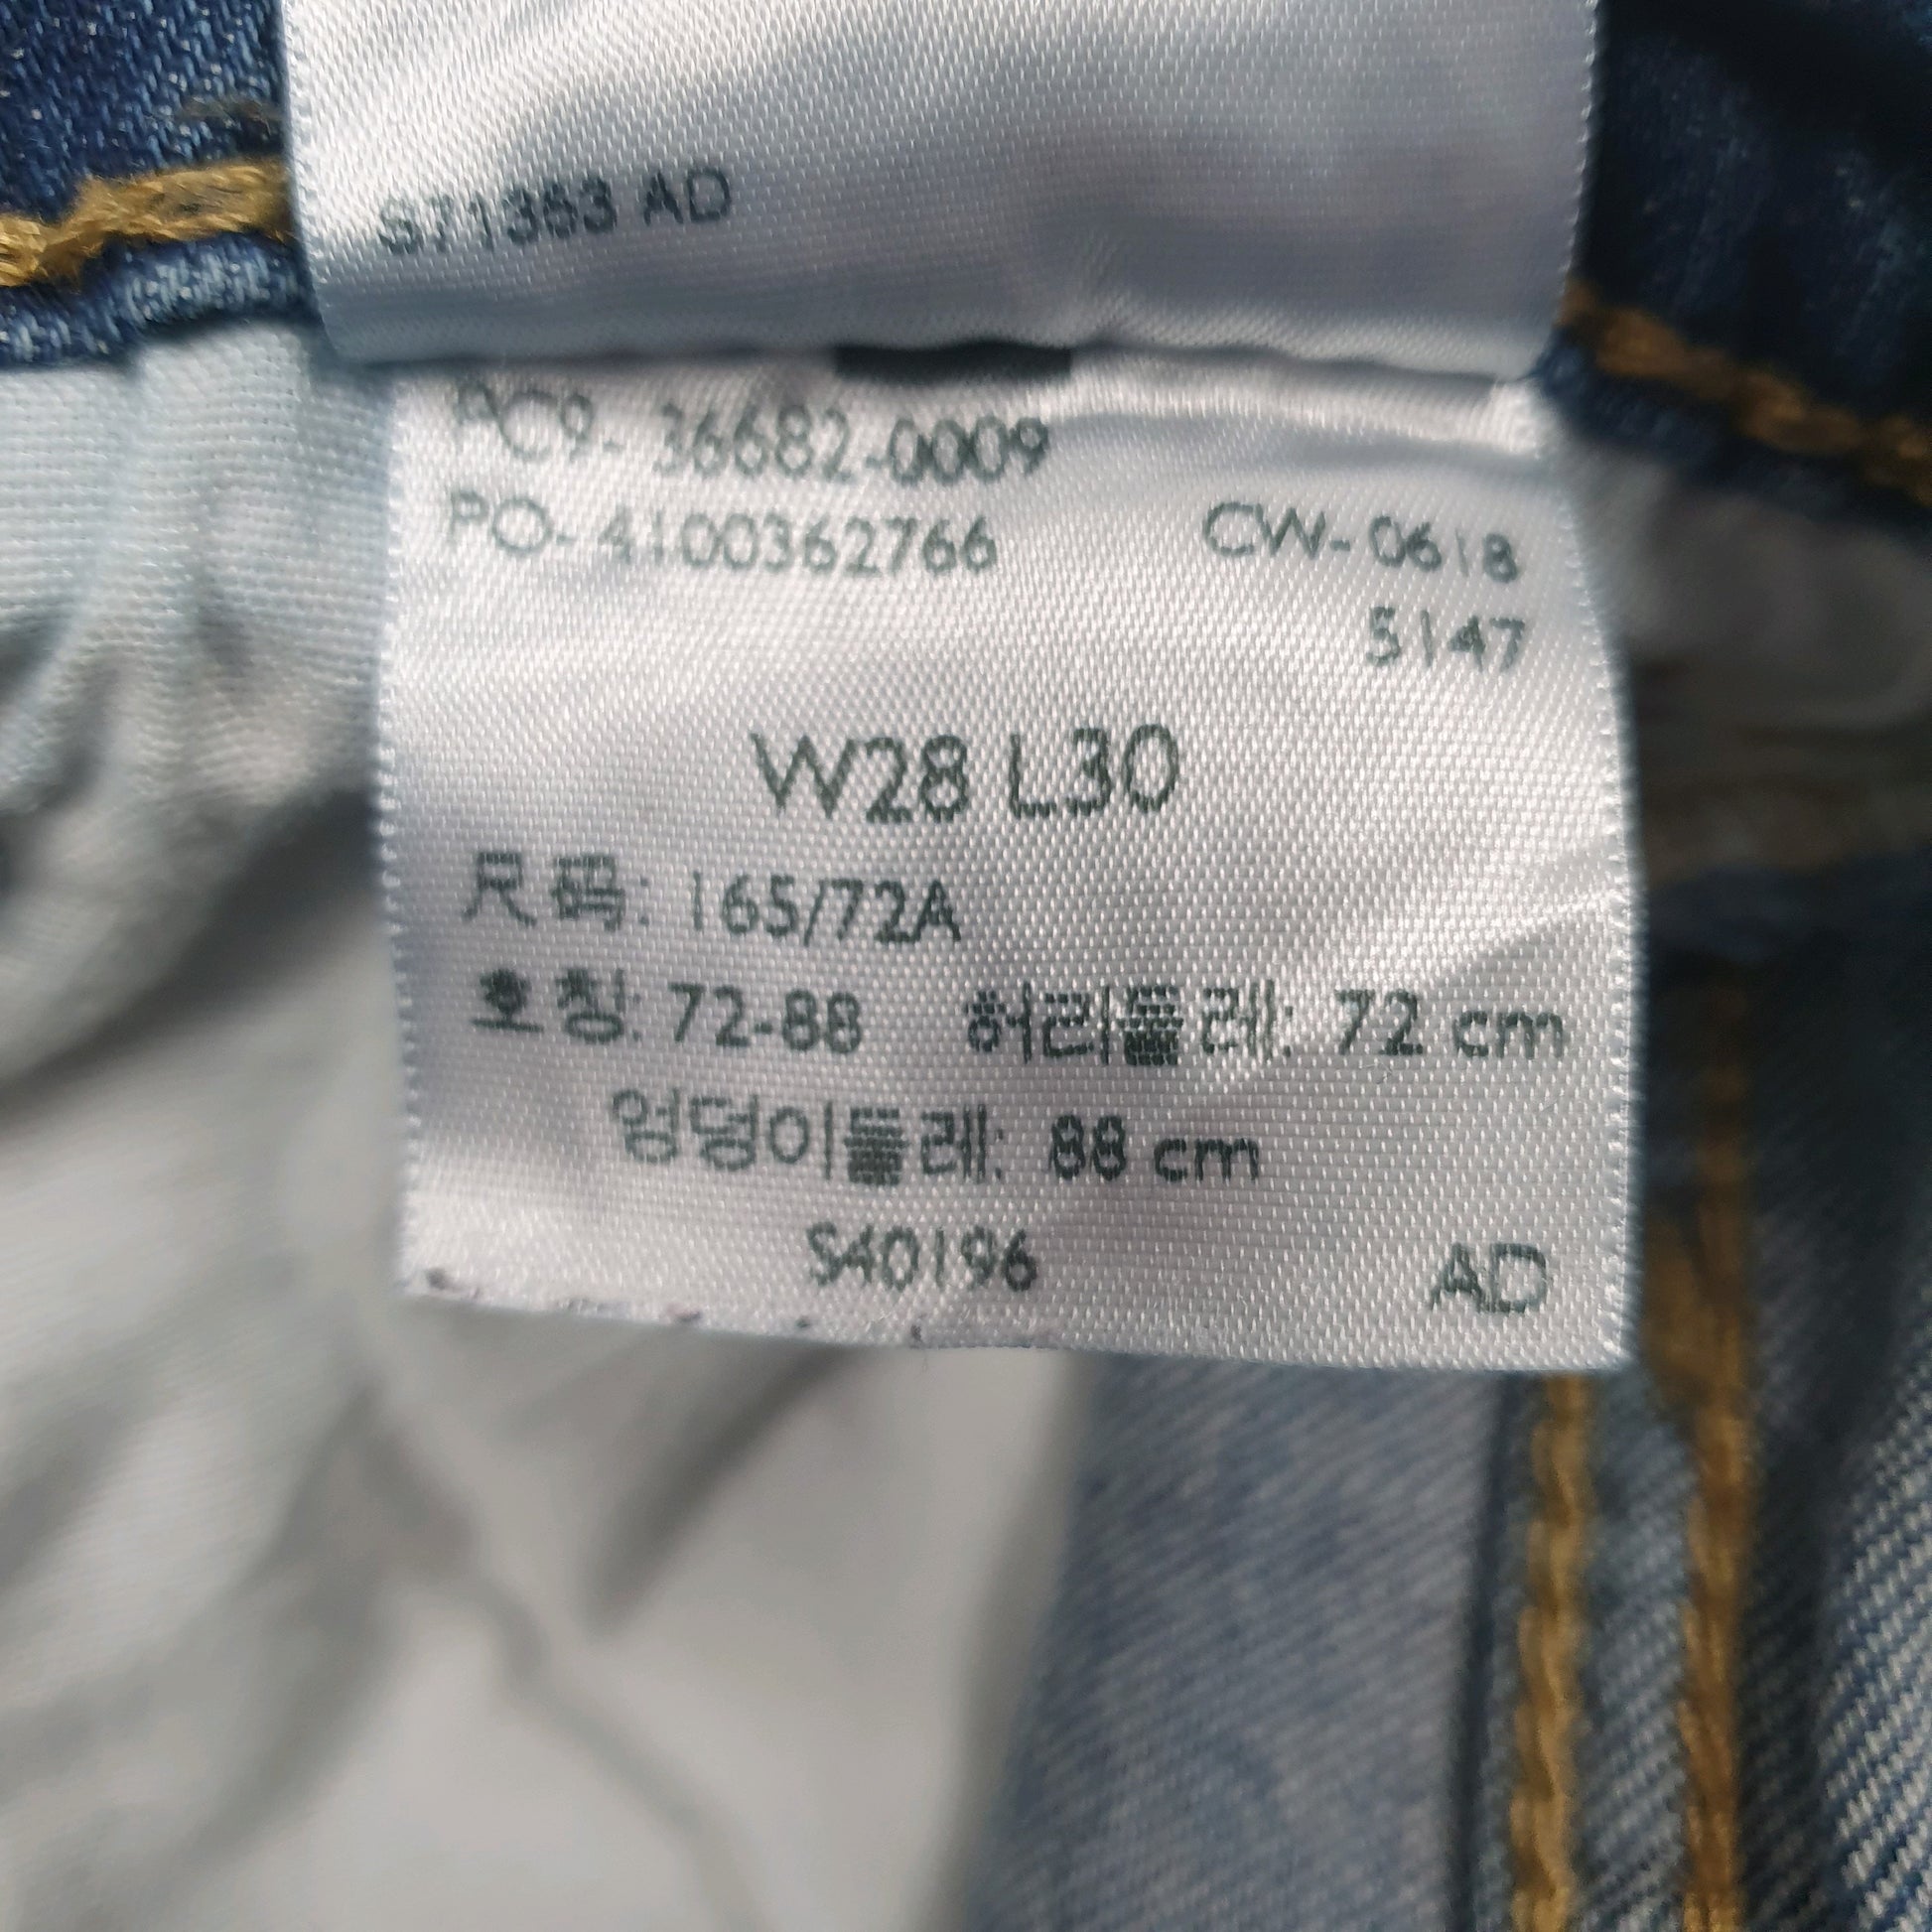 S71363 AD
PC9- 36682-0009
PO- 4100362766 CW- 0618
5147
W28 L30
尺码: 165/72A
호칭: 72-88 허리둘레: 72 cm
엉덩이둘레: 88 cm
S40196 AD